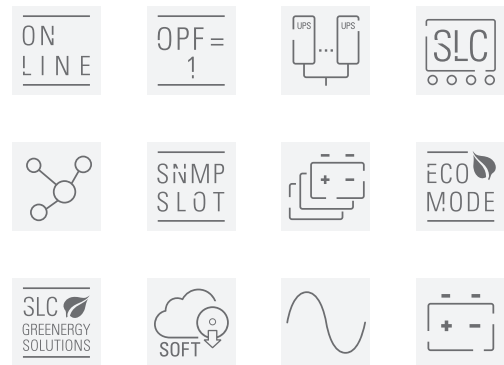 ON
LINE
OPF =
1
UPS ... UPS
SLC
SNMP
SLOT
+ -
ECO
MODE
SLC
GREENERGY
SOLUTIONS
SOFT
+ -